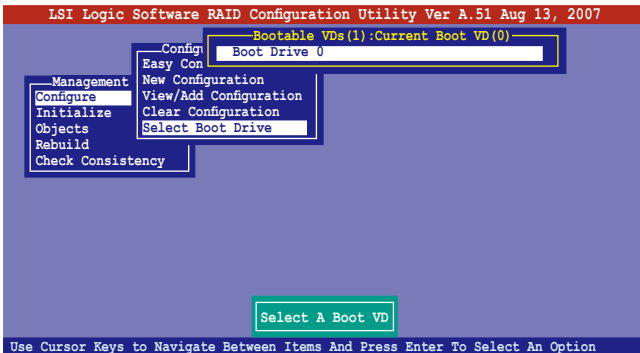 LSI Logic Software RAID Configuration Utility Ver A.51 Aug 13, 2007
Bootable VDs(1):Current Boot VD(0)
Boot Drive 0
Easy Con
New Configuration
View/Add Configuration
Clear Configuration
Select Boot Drive
Management
Configure
Initialize
Objects
Rebuild
Check Consistency
Select A Boot VD
Use Cursor Keys to Navigate Between Items And Press Enter To Select An Option